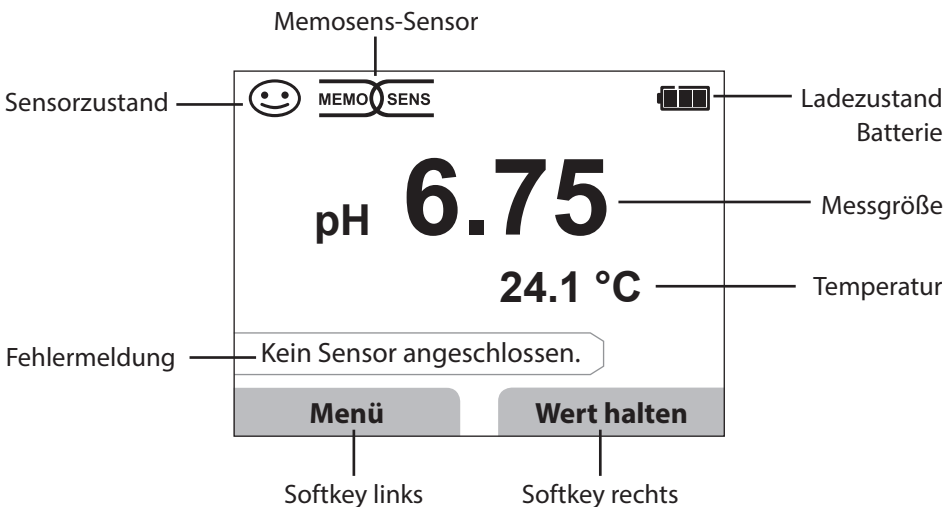 Memosens-Sensor
Sensorzustand
MEMO SENS
Ladezustand
Batterie
pH 6.75
Messgröße
24.1 °C
Temperatur
Fehlermeldung
Kein Sensor angeschlossen.
Menü
Wert halten
Softkey links
Softkey rechts